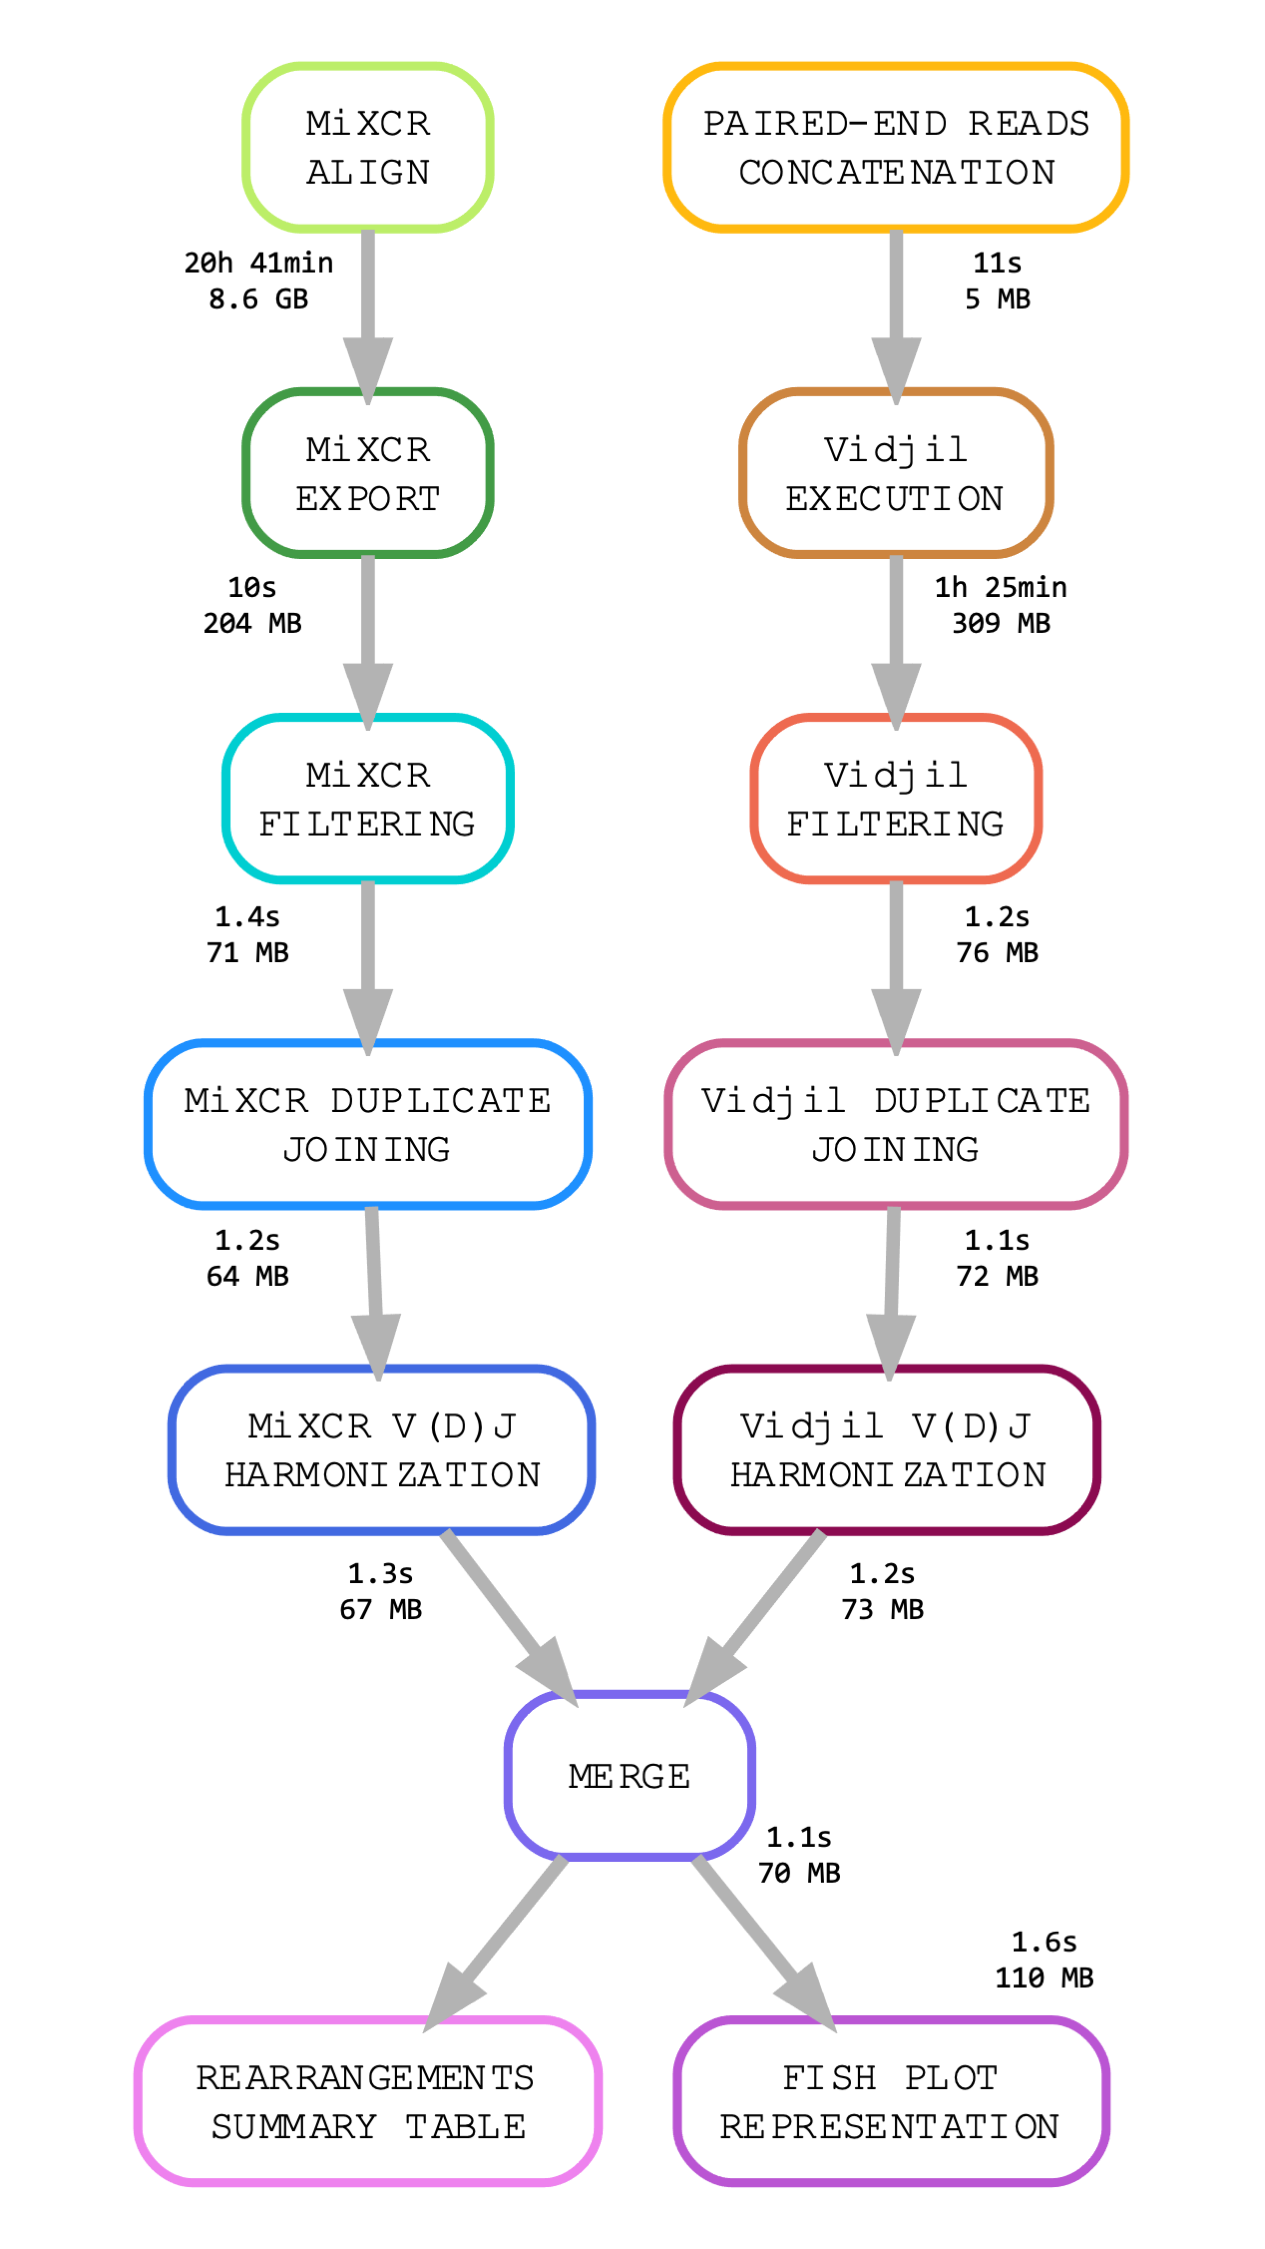 MiXCR
ALIGN
PAIRED-END READS
CONCATENATION
20h 41min
8.6 GB
11s
5 MB
MiXCR
EXPORT
Vidjil
EXECUTION
10s
204 MB
1h 25min
309 MB
MiXCR
FILTERING
Vidjil
FILTERING
1.4s
71 MB
1.2s
76 MB
MiXCR DUPLICATE
JOINING
Vidjil DUPLICATE
JOINING
1.2s
64 MB
1.1s
72 MB
MiXCR V(D)J
HARMONIZATION
Vidjil V(D)J
HARMONIZATION
1.3s
67 MB
1.2s
73 MB
MERGE
1.1s
70 MB
1.6s
110 MB
REARRANGEMENTS
SUMMARY TABLE
FISH PLOT
REPRESENTATION